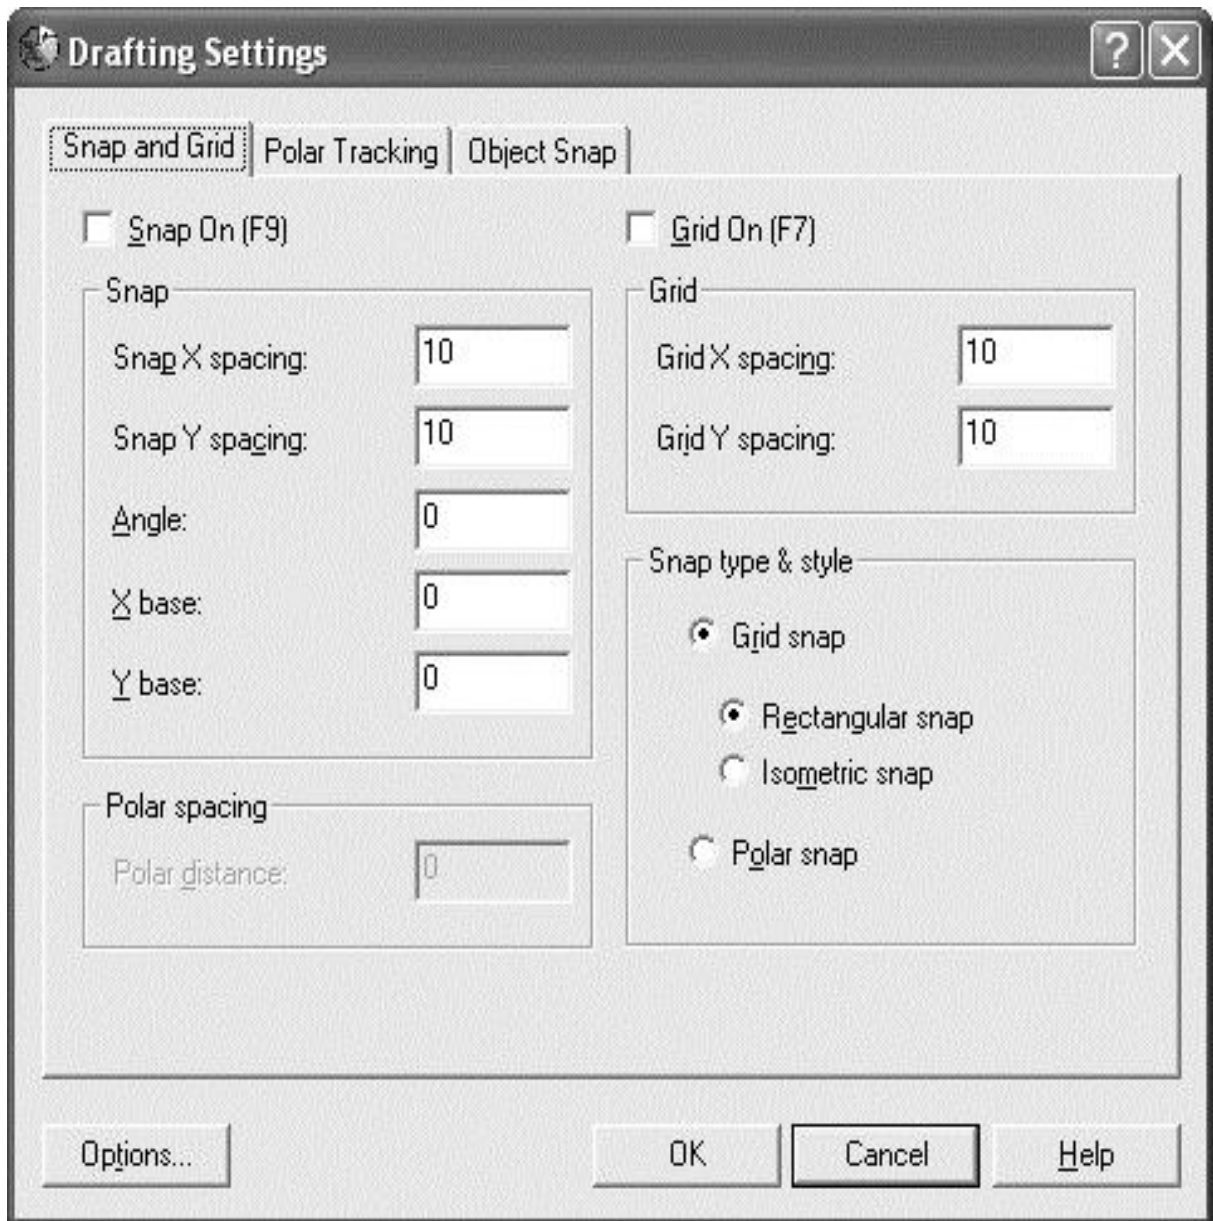 Drafting Settings
Snap and Grid
Polar Tracking
Object Snap
Snap On (F9)
Snap
Snap X spacing: 10
Snap Y spacing: 10
Angle: 0
X base: 0
Y base: 0
Polar spacing
Polar distance: 0
Grid On (F7)
Grid
Grid X spacing: 10
Grid Y spacing: 10
Snap type & style
Grid snap
Rectangular snap
Isometric snap
Polar snap
Options...
OK
Cancel
Help